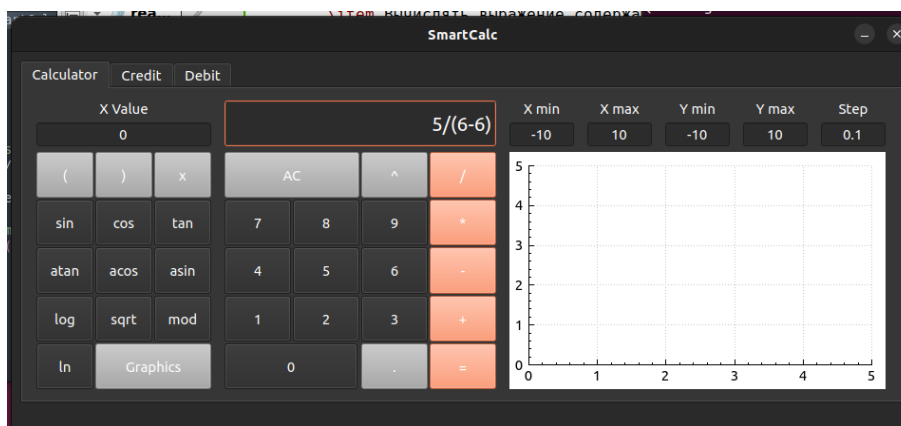 rea...
\item вычислять выражение содержа
SmartCalc
Calculator Credit Debit
X Value
0
5/(6-6)
X min X max Y min Y max Step
-10 10 -10 10 0.1
( ) x AC ^ /
sin cos tan 7 8 9 *
atan acos asin 4 5 6 -
log sqrt mod 1 2 3 +
ln Graphics 0 . =
5
4
3
2
1
0
0 1 2 3 4 5